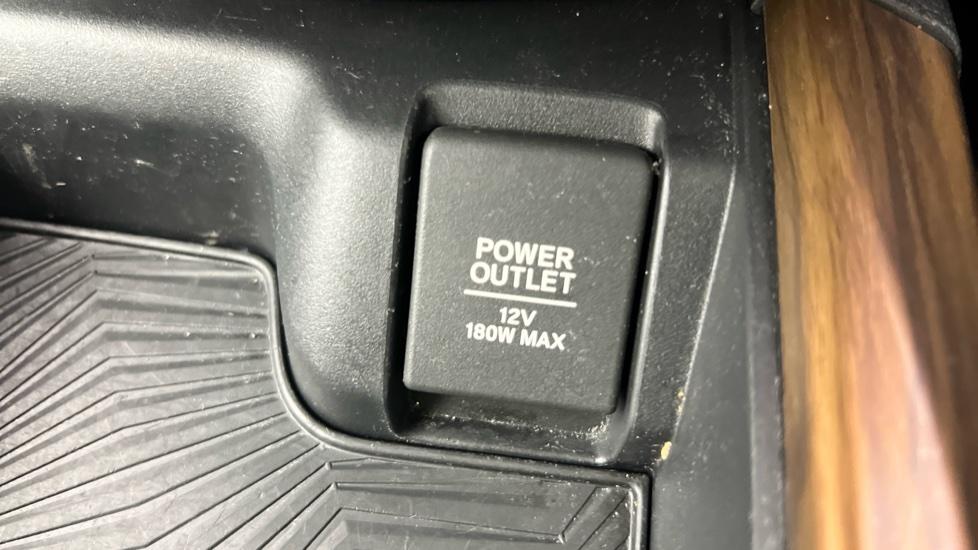 POWER
OUTLET
12V
180W MAX